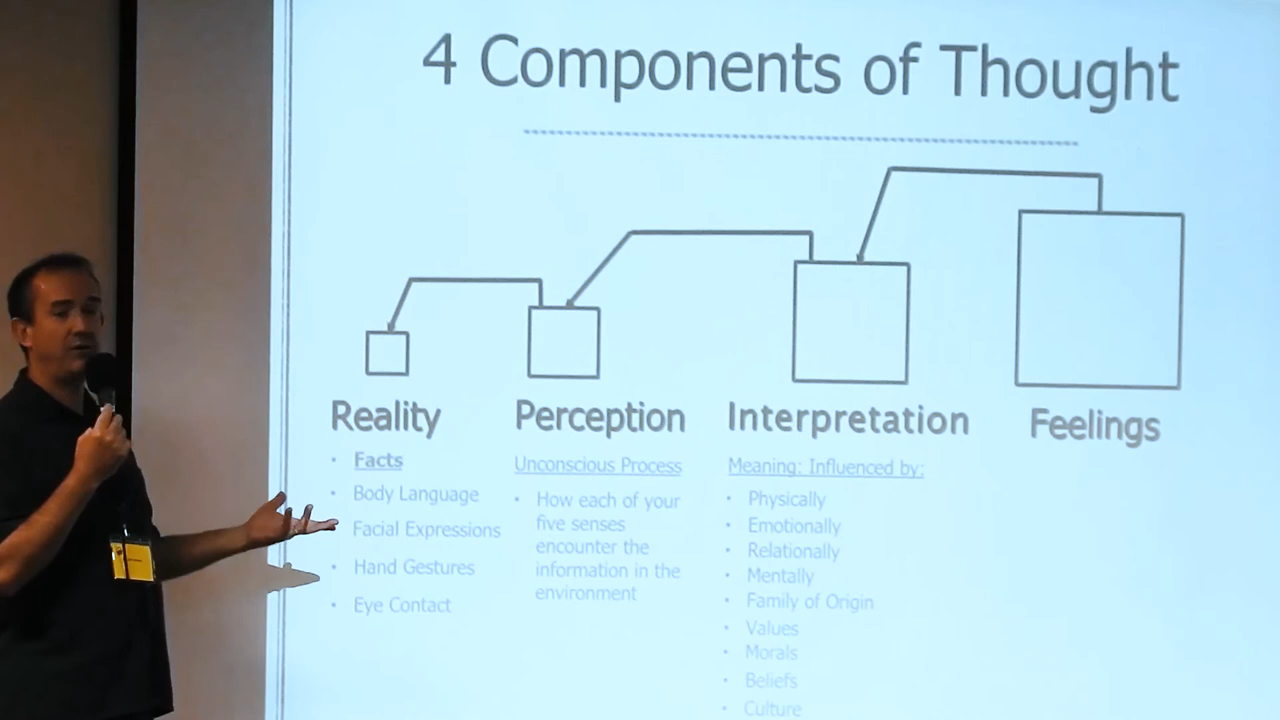 4 Components of Thought
Reality
Facts
Body Language
Facial Expressions
Hand Gestures
Eye Contact
Perception
Unconscious Process
How each of your
five senses
encounter the
information in the
environment
Interpretation
Meaning: Influenced by:
Physically
Emotionally
Relationally
Mentally
Family of Origin
Values
Morals
Beliefs
Culture
Feelings